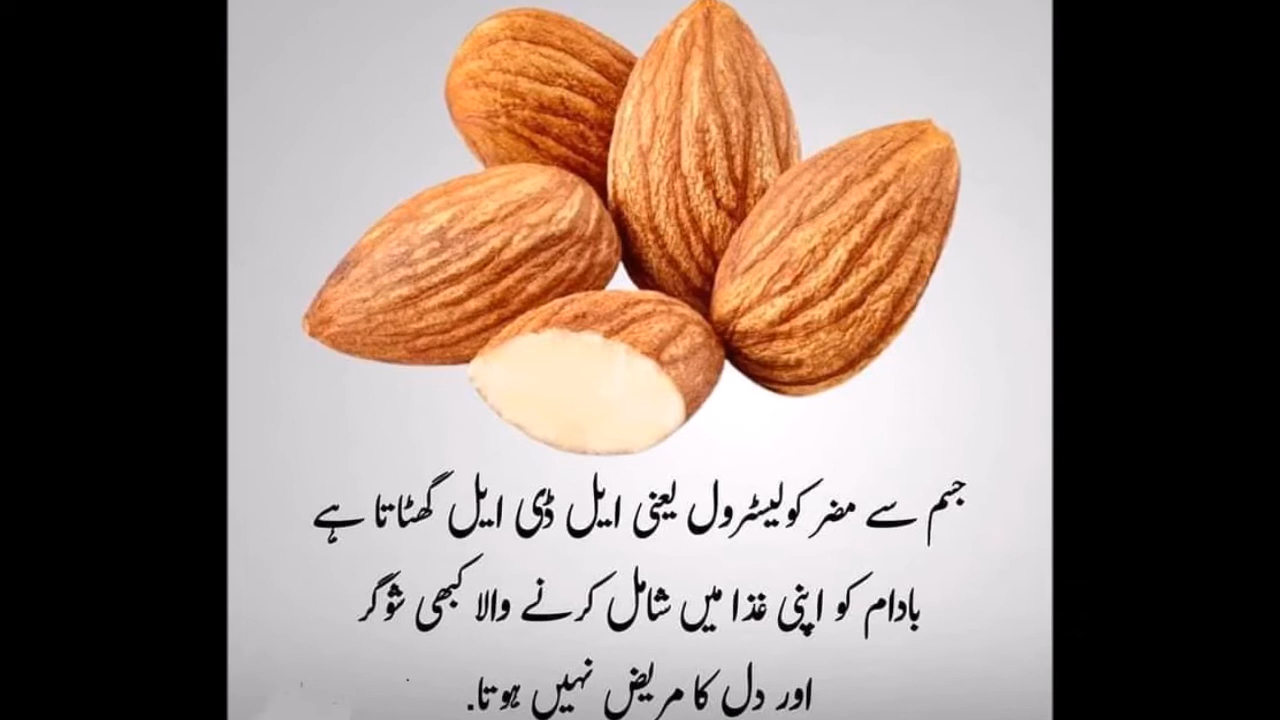 جسم سے مضر کولیسٹرول یعنی ایل ڈی ایل گھٹاتا ہے
بادام کو اپنی غذا میں شامل کرنے والا کبھی شوگر
اور دل کا مریض نہیں ہوتا.